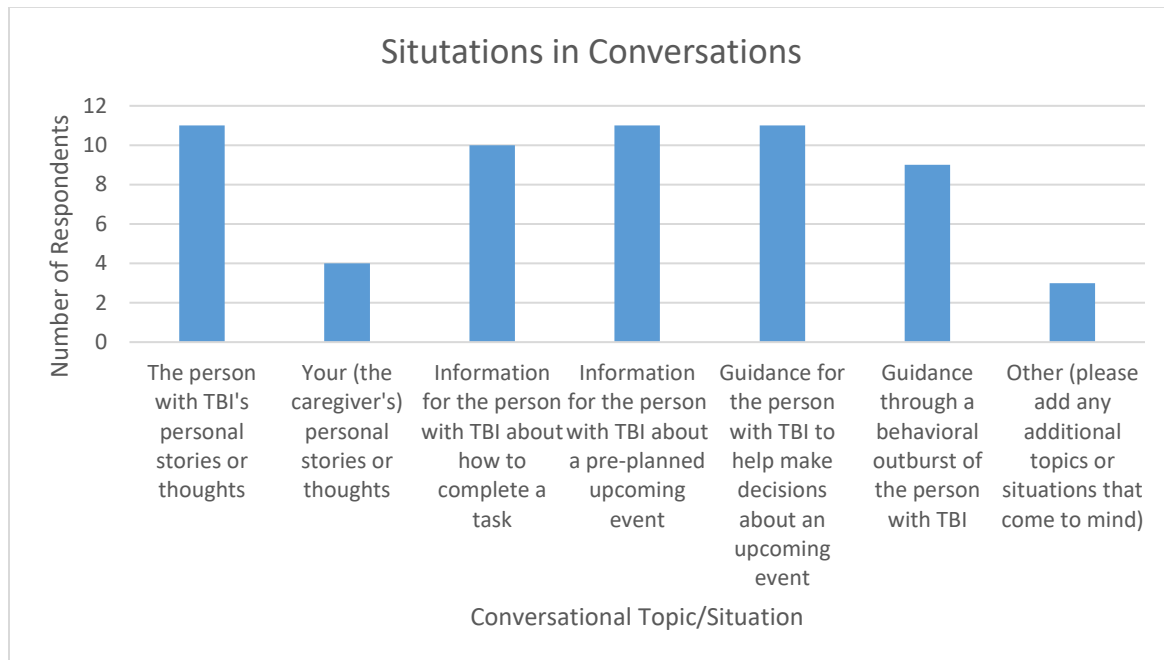 Situtations in Conversations
Number of Respondents
12
10
8
6
4
2
0
The person
with TBI's
personal
stories or
thoughts
Your (the
caregiver's)
personal
stories or
thoughts
Information
for the person
with TBI about
how to
complete a
task
Information
for the person
with TBI about
a pre-planned
upcoming
event
Guidance for
the person
with TBI to
help make
decisions
about an
upcoming
event
Guidance
through a
behavioral
outburst of
the person
with TBI
Other (please
add any
additional
topics or
situations that
come to mind)
Conversational Topic/Situation